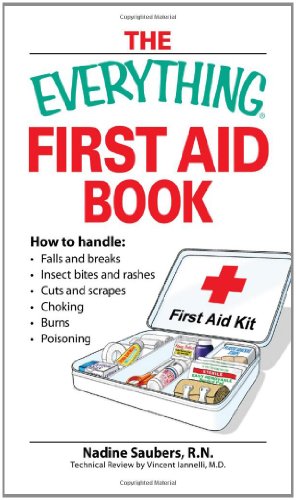 THE
EVERYTHING®
FIRST AID
BOOK
How to handle:
• Falls and breaks
• Insect bites and rashes
• Cuts and scrapes
• Choking
• Burns
• Poisoning
First Aid Kit
STERILE
Nadine Saubers, R.N.
Technical Review by Vincent Iannelli, M.D.